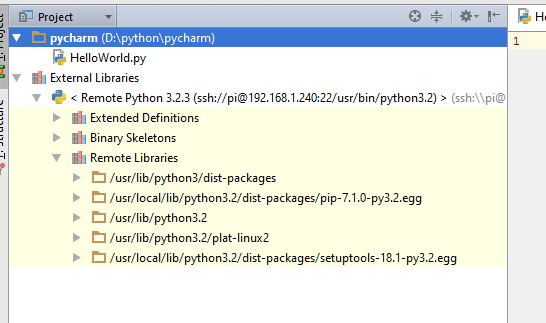 Project
He
pycharm (D:\python\pycharm)
1
HelloWorld.py
External Libraries
< Remote Python 3.2.3 (ssh://pi@192.168.1.240:22/usr/bin/python3.2) > (ssh:\\pi@
Extended Definitions
Binary Skeletons
Remote Libraries
/usr/lib/python3/dist-packages
/usr/local/lib/python3.2/dist-packages/pip-7.1.0-py3.2.egg
/usr/lib/python3.2
/usr/lib/python3.2/plat-linux2
/usr/local/lib/python3.2/dist-packages/setuptools-18.1-py3.2.egg